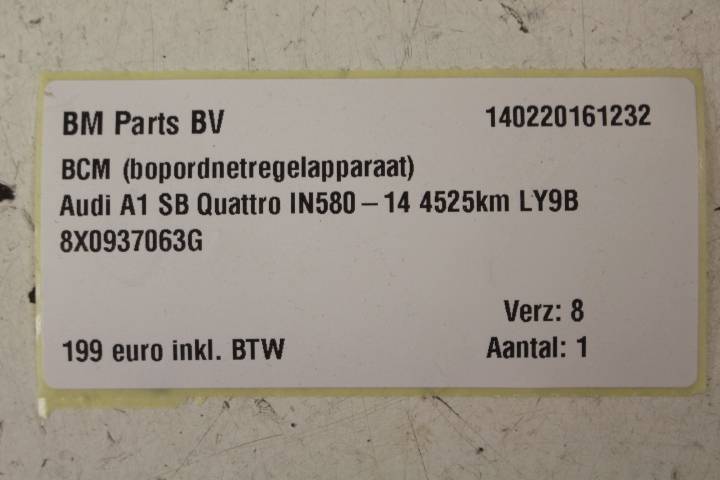 BM Parts BV 140220161232
BCM (bopordnetregelapparaat)
Audi A1 SB Quattro IN580 – 14 4525km LY9B
8X0937063G
Verz: 8
199 euro inkl. BTW Aantal: 1